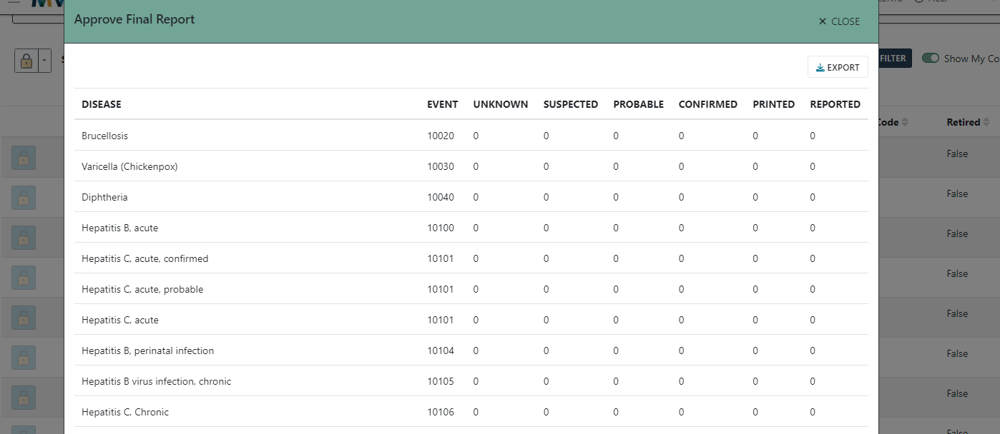 Approve Final Report
× CLOSE
FILTER
Show My Co
EXPORT
DISEASE EVENT UNKNOWN SUSPECTED PROBABLE CONFIRMED PRINTED REPORTED
Code Retired
Brucellosis 10020 0 0 0 0 0 0
False
Varicella (Chickenpox) 10030 0 0 0 0 0 0
False
Diphtheria 10040 0 0 0 0 0 0
Hepatitis B, acute 10100 0 0 0 0 0 0
False
Hepatitis C, acute, confirmed 10101 0 0 0 0 0 0
False
Hepatitis C, acute, probable 10101 0 0 0 0 0 0
False
Hepatitis C, acute 10101 0 0 0 0 0 0
Hepatitis B, perinatal infection 10104 0 0 0 0 0 0
False
Hepatitis B virus infection, chronic 10105 0 0 0 0 0 0
False
Hepatitis C, Chronic 10106 0 0 0 0 0 0
False